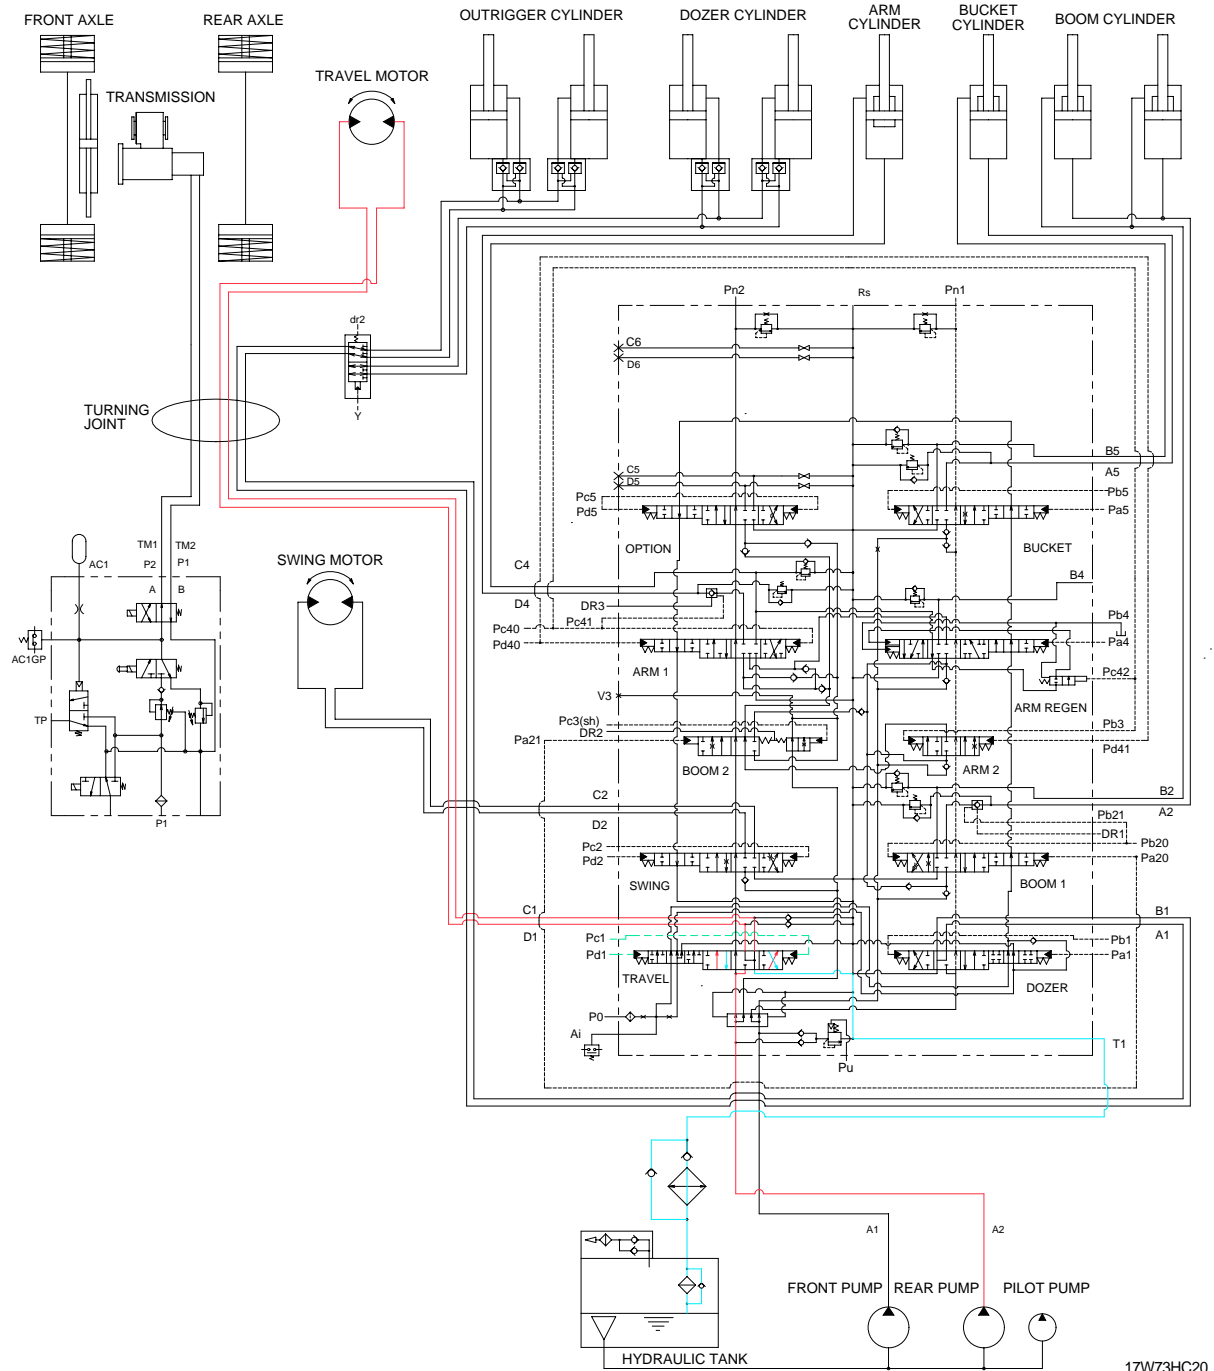 FRONT AXLE
REAR AXLE
OUTRIGGER CYLINDER
DOZER CYLINDER
ARM
CYLINDER
BUCKET
CYLINDER
BOOM CYLINDER
TRAVEL MOTOR
TRANSMISSION
Pn2
Rs
Pn1
dr2
C6
D6
Y
TURNING
JOINT
B5
A5
C5
D5
Pc5
Pd5
Pb5
Pa5
OPTION
BUCKET
TM1
TM2
P2
P1
A
B
AC1
SWING MOTOR
C4
B4
D4
DR3
Pc41
Pc40
Pd40
Pb4
Pa4
AC1GP
ARM 1
Pc42
V3
ARM REGEN
TP
Pc3(sh)
DR2
Pa21
Pb3
Pd41
BOOM 2
ARM 2
C2
B2
A2
P1
D2
Pb21
DR1
Pc2
Pd2
Pb20
Pa20
SWING
BOOM 1
C1
B1
D1
A1
Pc1
Pd1
Pb1
Pa1
TRAVEL
DOZER
P0
Ai
T1
Pu
A1
A2
FRONT PUMP
REAR PUMP
PILOT PUMP
HYDRAULIC TANK
17W73HC20